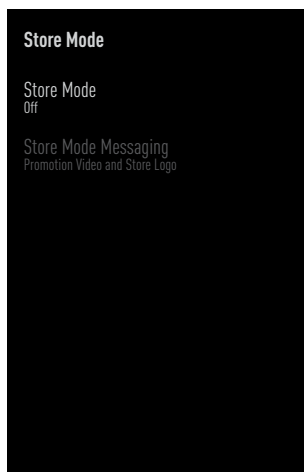 Store Mode
Store Mode
Off
Store Mode Messaging
Promotion Video and Store Logo